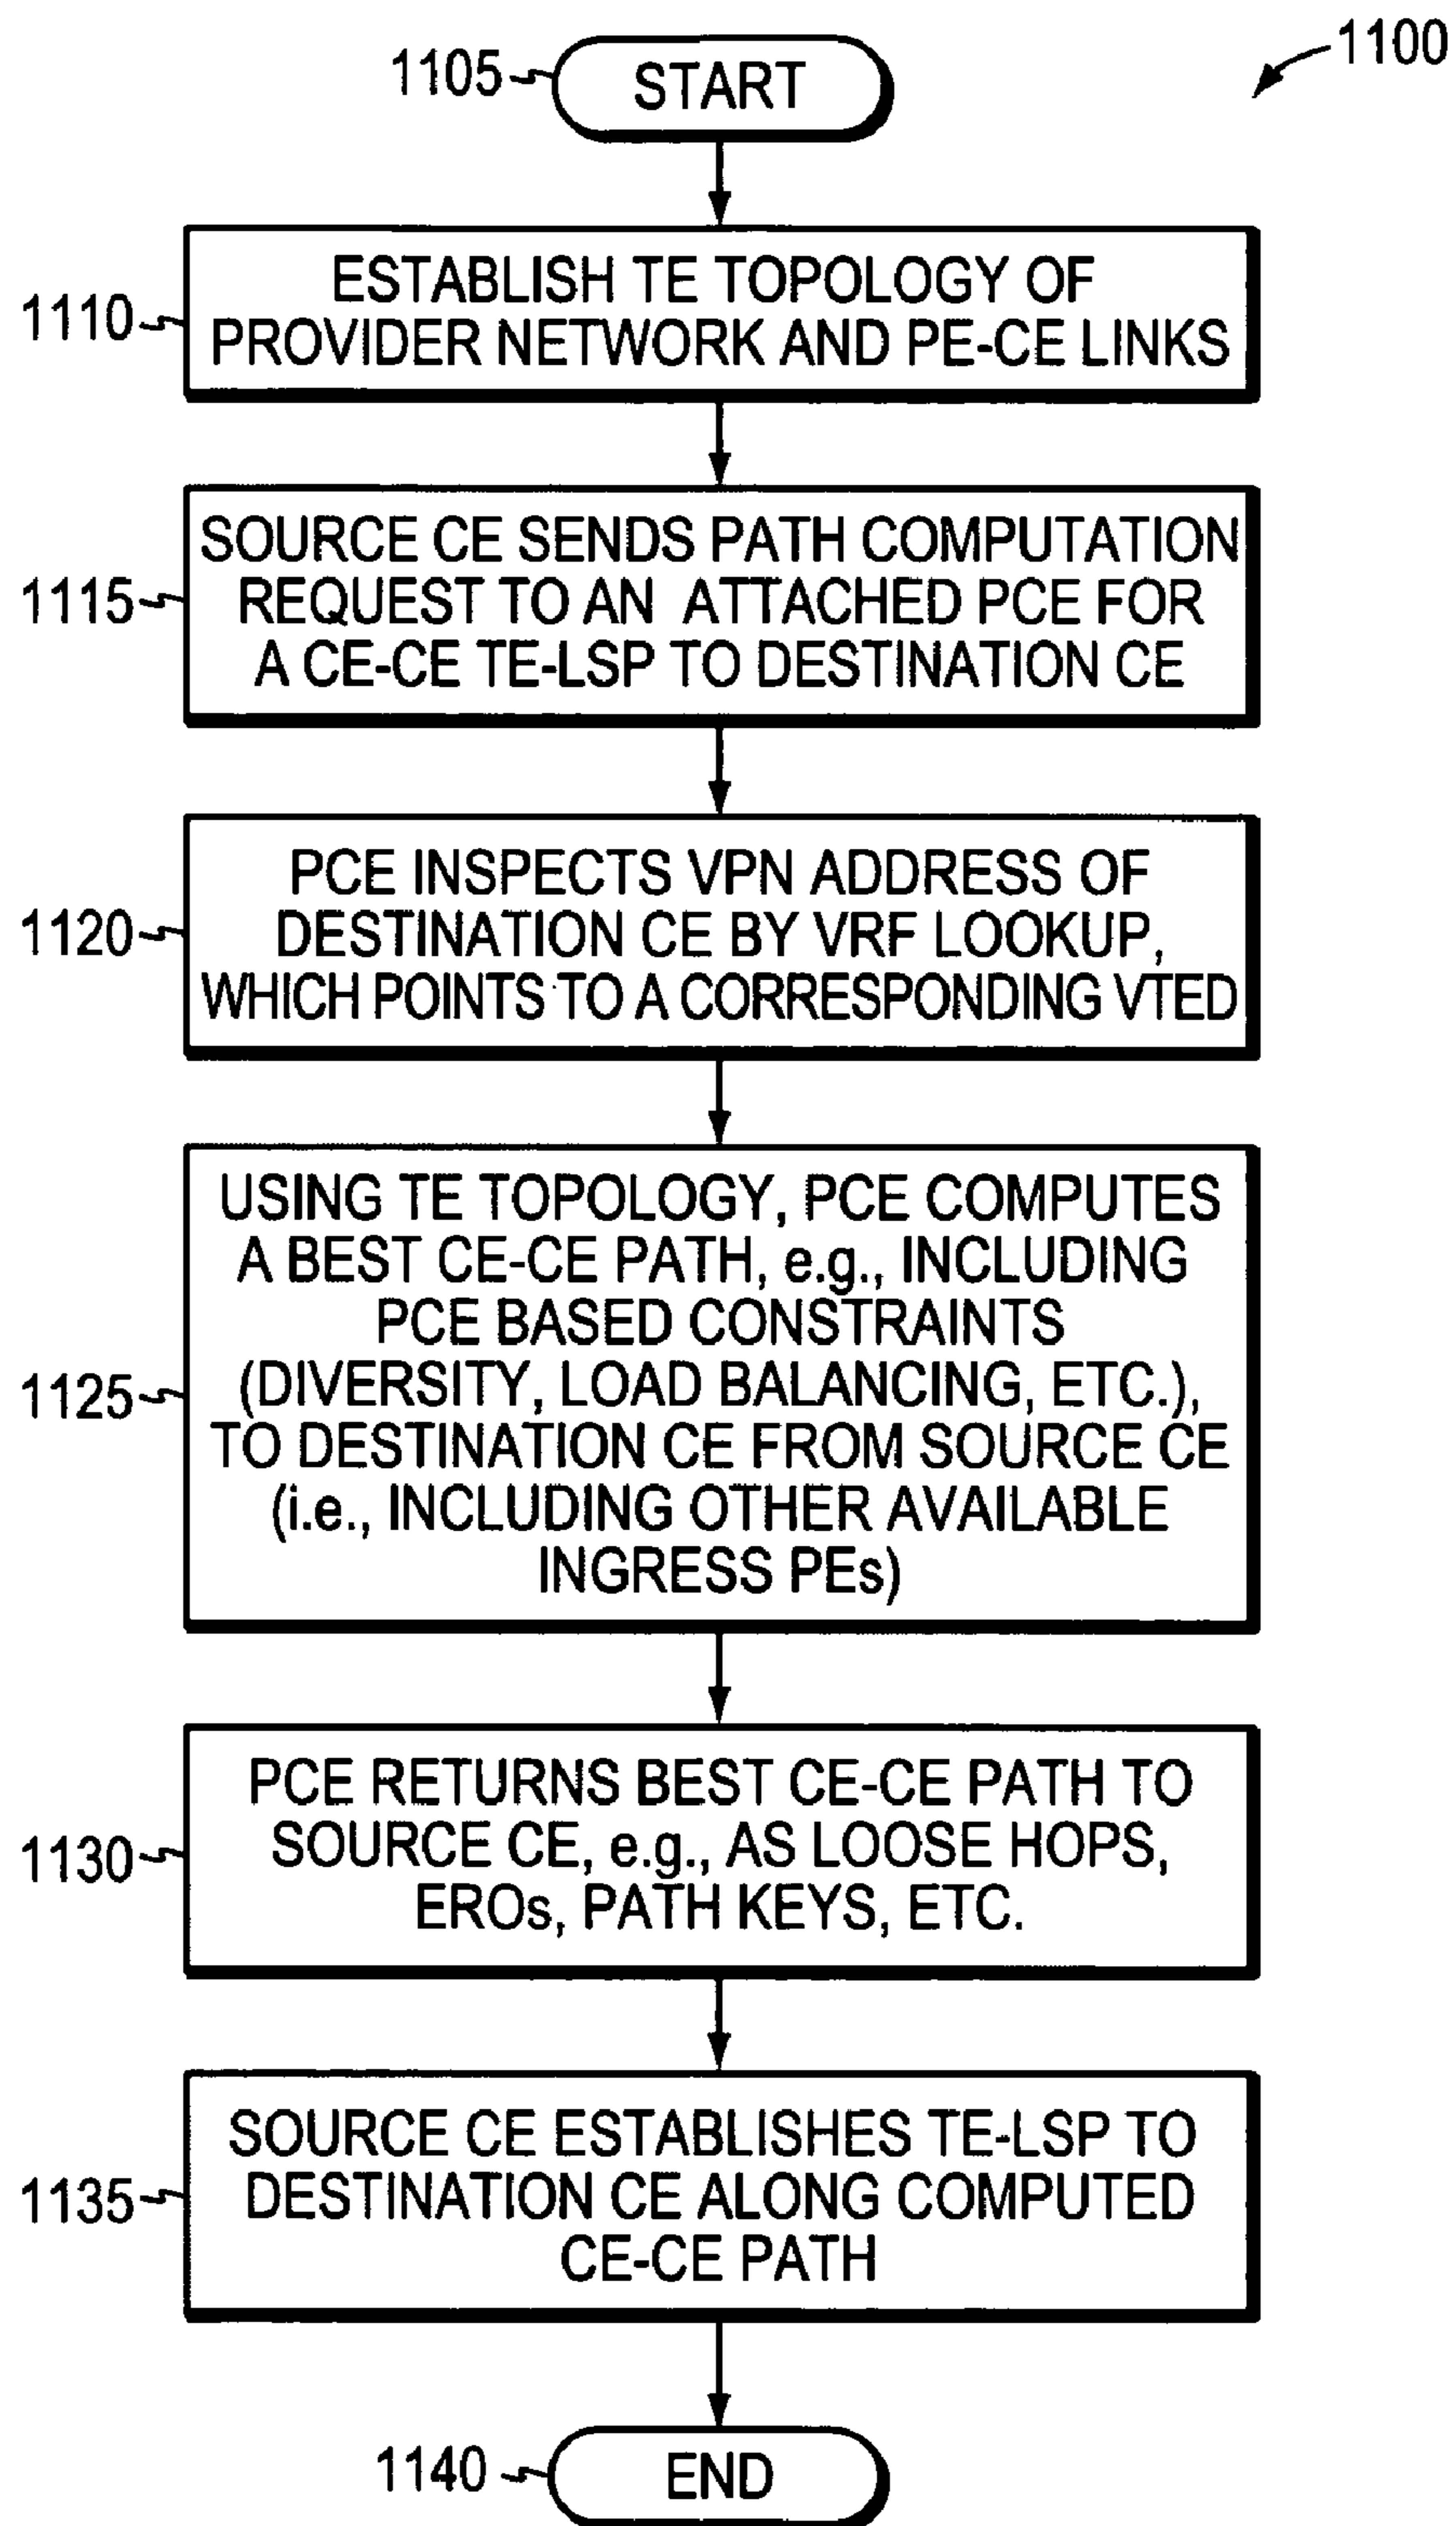 1100
1105
START
1110
ESTABLISH TE TOPOLOGY OF
PROVIDER NETWORK AND PE-CE LINKS
1115
SOURCE CE SENDS PATH COMPUTATION
REQUEST TO AN ATTACHED PCE FOR
A CE-CE TE-LSP TO DESTINATION CE
1120
PCE INSPECTS VPN ADDRESS OF
DESTINATION CE BY VRF LOOKUP,
WHICH POINTS TO A CORRESPONDING VTED
1125
USING TE TOPOLOGY, PCE COMPUTES
A BEST CE-CE PATH, e.g., INCLUDING
PCE BASED CONSTRAINTS
(DIVERSITY, LOAD BALANCING, ETC.),
TO DESTINATION CE FROM SOURCE CE
(i.e., INCLUDING OTHER AVAILABLE
INGRESS PEs)
1130
PCE RETURNS BEST CE-CE PATH TO
SOURCE CE, e.g., AS LOOSE HOPS,
EROs, PATH KEYS, ETC.
1135
SOURCE CE ESTABLISHES TE-LSP TO
DESTINATION CE ALONG COMPUTED
CE-CE PATH
1140
END